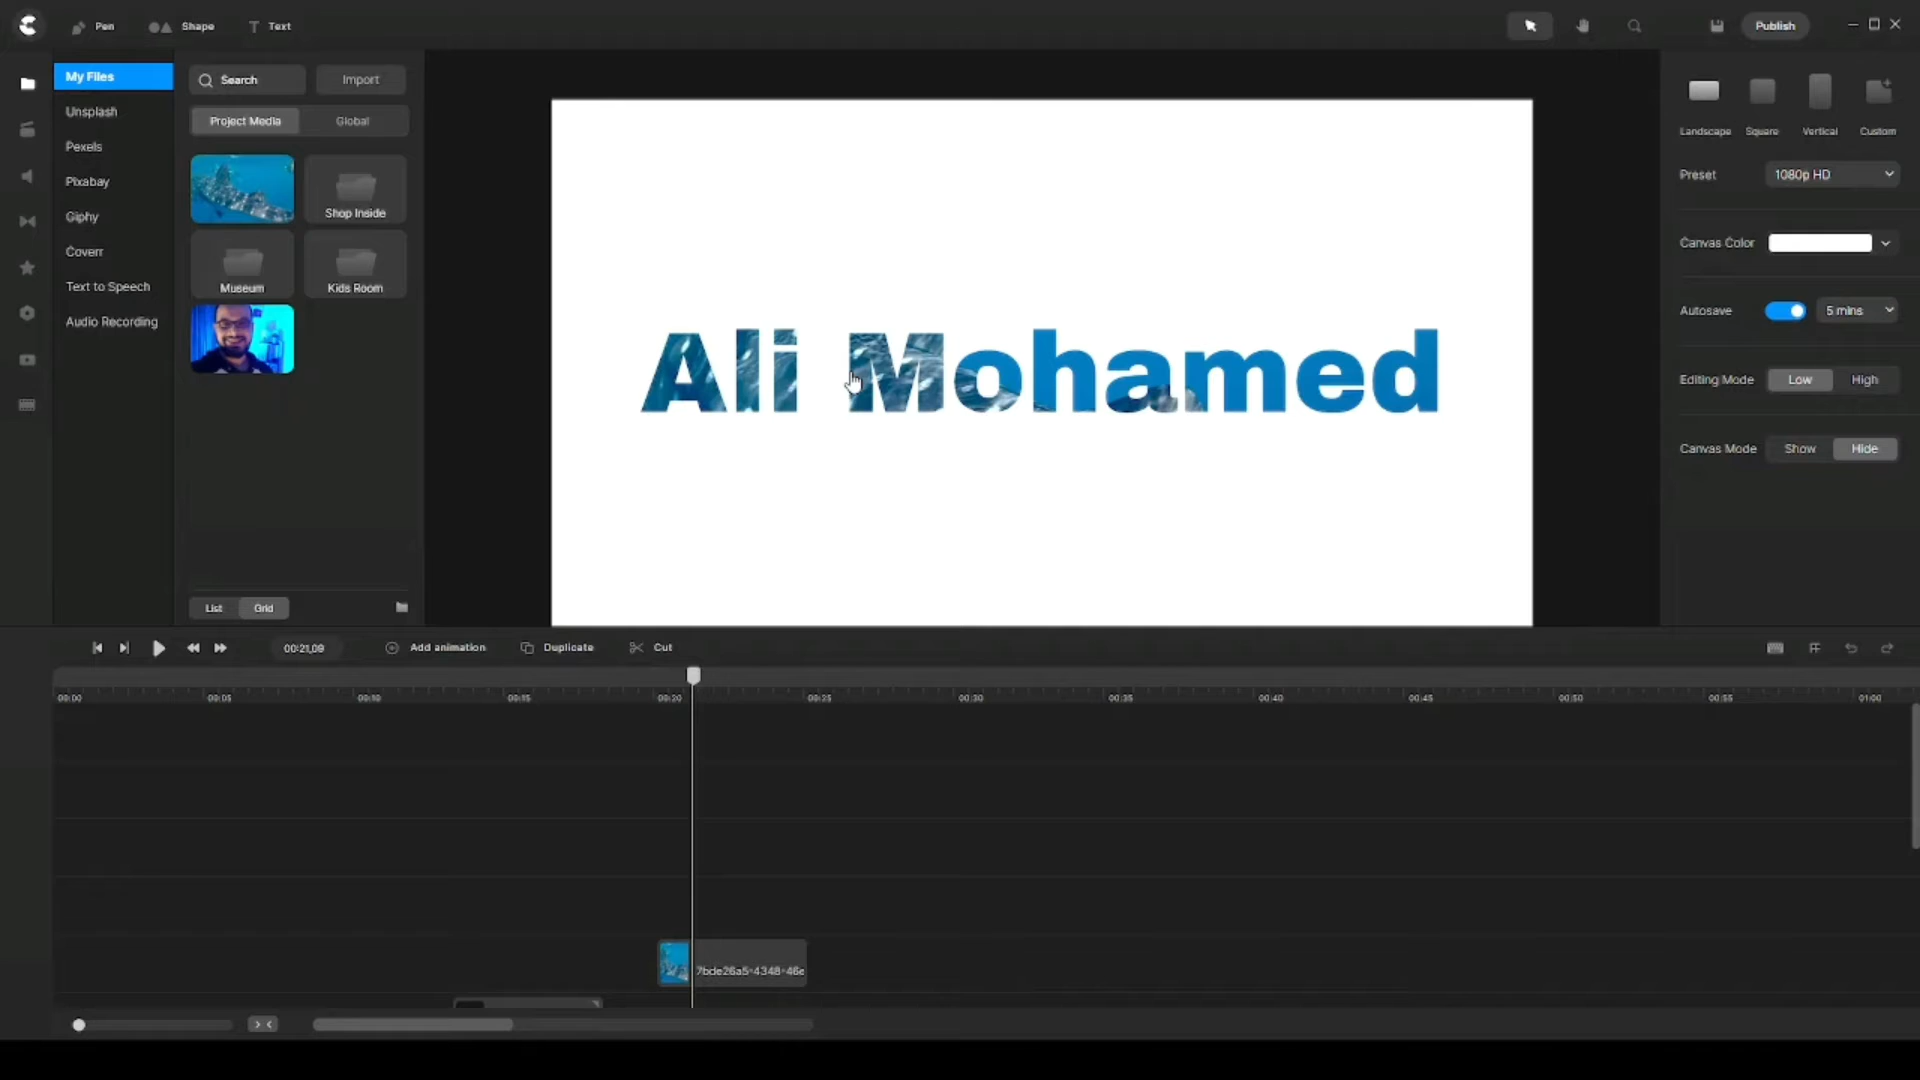 Pen
Shape
Text
Publish
My Files
Unsplash
Pexels
Pixabay
Giphy
Coverr
Text to Speech
Audio Recording
Search
Import
Project Media
Global
Shop Inside
Museum
Kids Room
List
Grid
Ali Mohamed
Landscape
Square
Vertical
Custom
Preset
1080p HD
Canvas Color
Autosave
5 mins
Editing Mode
Low
High
Canvas Mode
Show
Hide
00:21,09
Add animation
Duplicate
Cut
00:00
00:05
00:10
00:15
00:20
00:25
00:30
00:35
00:40
00:45
00:50
00:55
01:00
7bde26a5-4348-46e